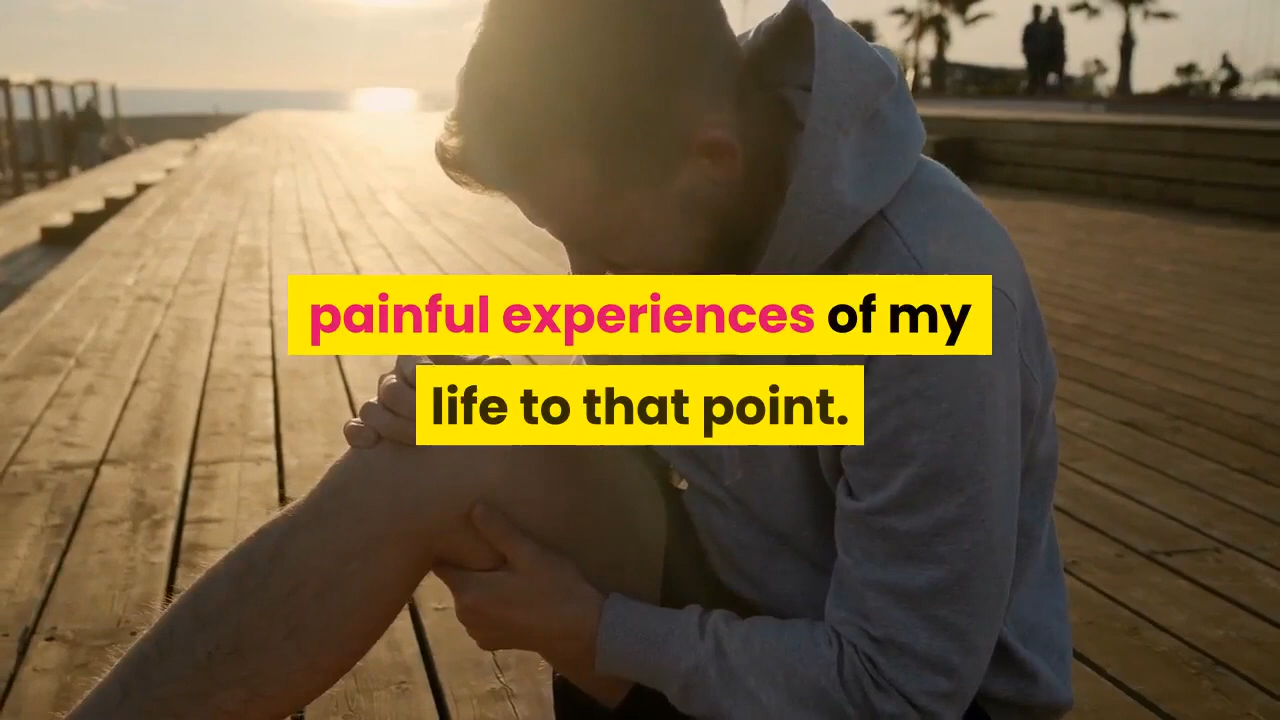 painful experiences of my
life to that point.